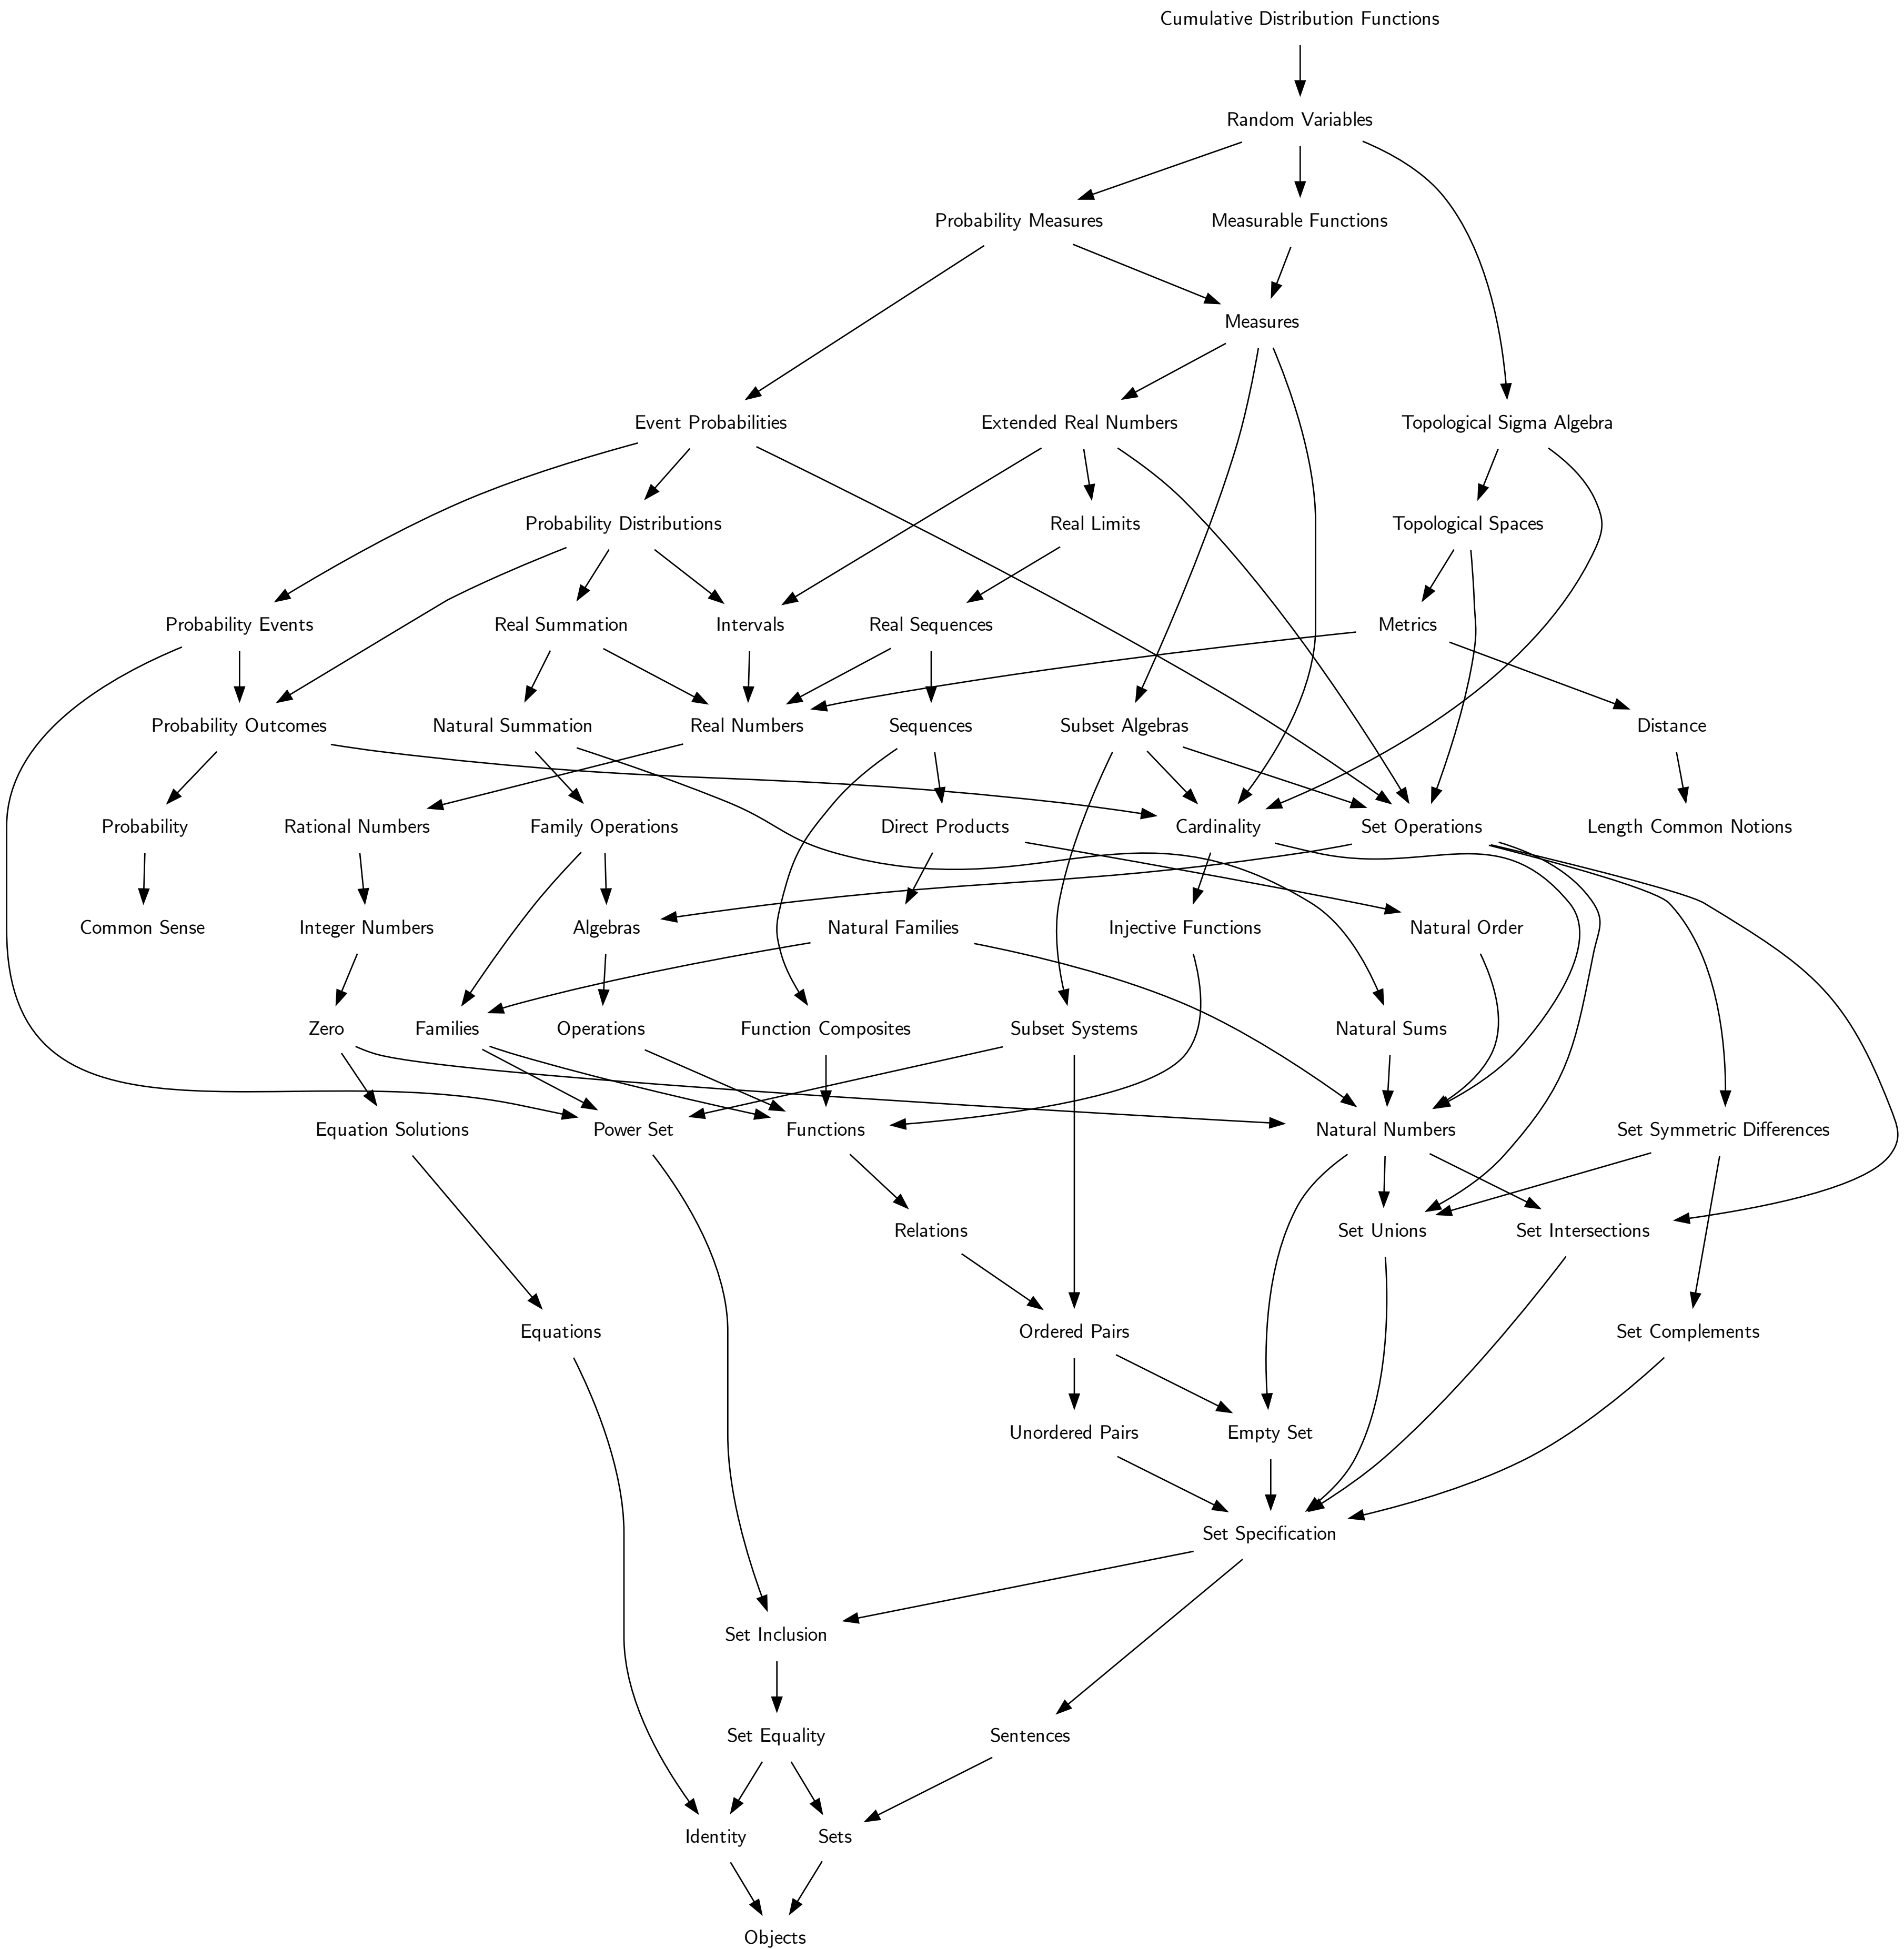 Cumulative Distribution Functions
Random Variables
Probability Measures
Measurable Functions
Measures
Event Probabilities
Extended Real Numbers
Topological Sigma Algebra
Probability Distributions
Real Limits
Topological Spaces
Probability Events
Real Summation
Intervals
Real Sequences
Metrics
Probability Outcomes
Natural Summation
Real Numbers
Sequences
Subset Algebras
Distance
Probability
Rational Numbers
Family Operations
Direct Products
Cardinality
Set Operations
Length Common Notions
Common Sense
Integer Numbers
Algebras
Natural Families
Injective Functions
Natural Order
Zero
Families
Operations
Function Composites
Subset Systems
Natural Sums
Equation Solutions
Power Set
Functions
Natural Numbers
Set Symmetric Differences
Relations
Set Unions
Set Intersections
Equations
Ordered Pairs
Set Complements
Unordered Pairs
Empty Set
Set Specification
Set Inclusion
Set Equality
Sentences
Identity
Sets
Objects